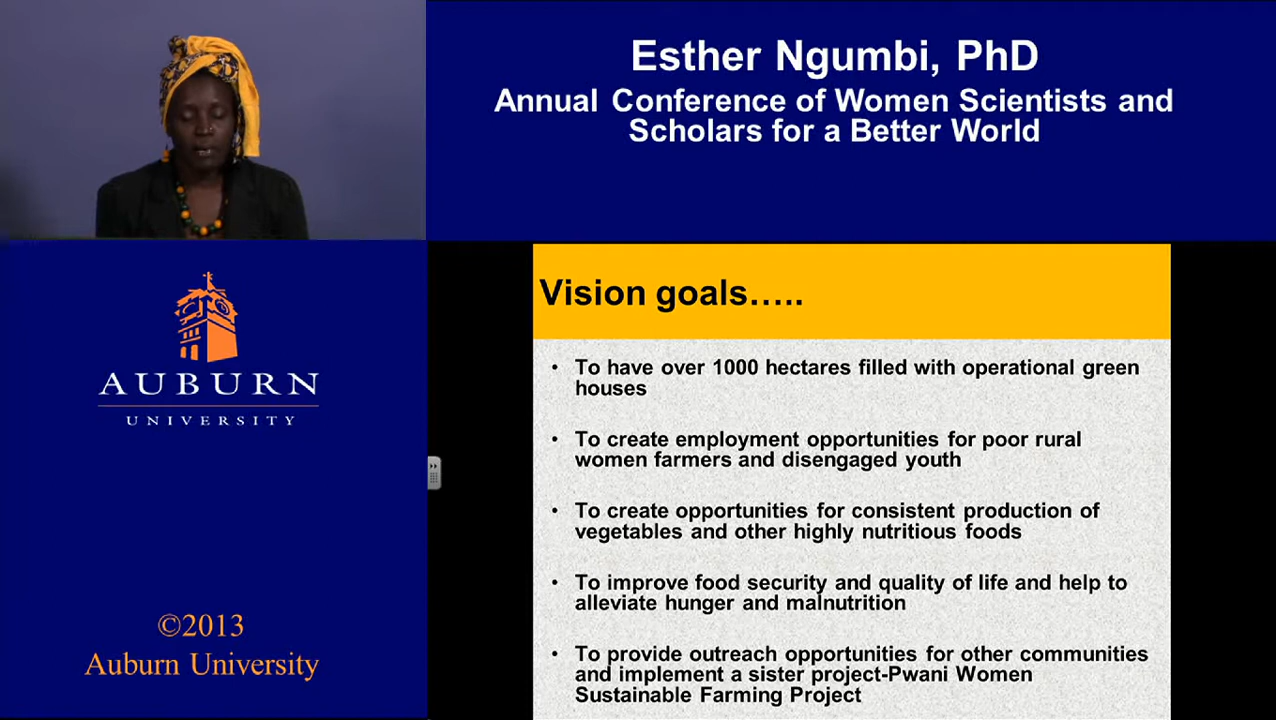 Esther Ngumbi, PhD
Annual Conference of Women Scientists and
Scholars for a Better World
AUBURN
UNIVERSITY
©2013
Auburn University
Vision goals…..
• To have over 1000 hectares filled with operational green
houses
• To create employment opportunities for poor rural
women farmers and disengaged youth
• To create opportunities for consistent production of
vegetables and other highly nutritious foods
• To improve food security and quality of life and help to
alleviate hunger and malnutrition
• To provide outreach opportunities for other communities
and implement a sister project-Pwani Women
Sustainable Farming Project